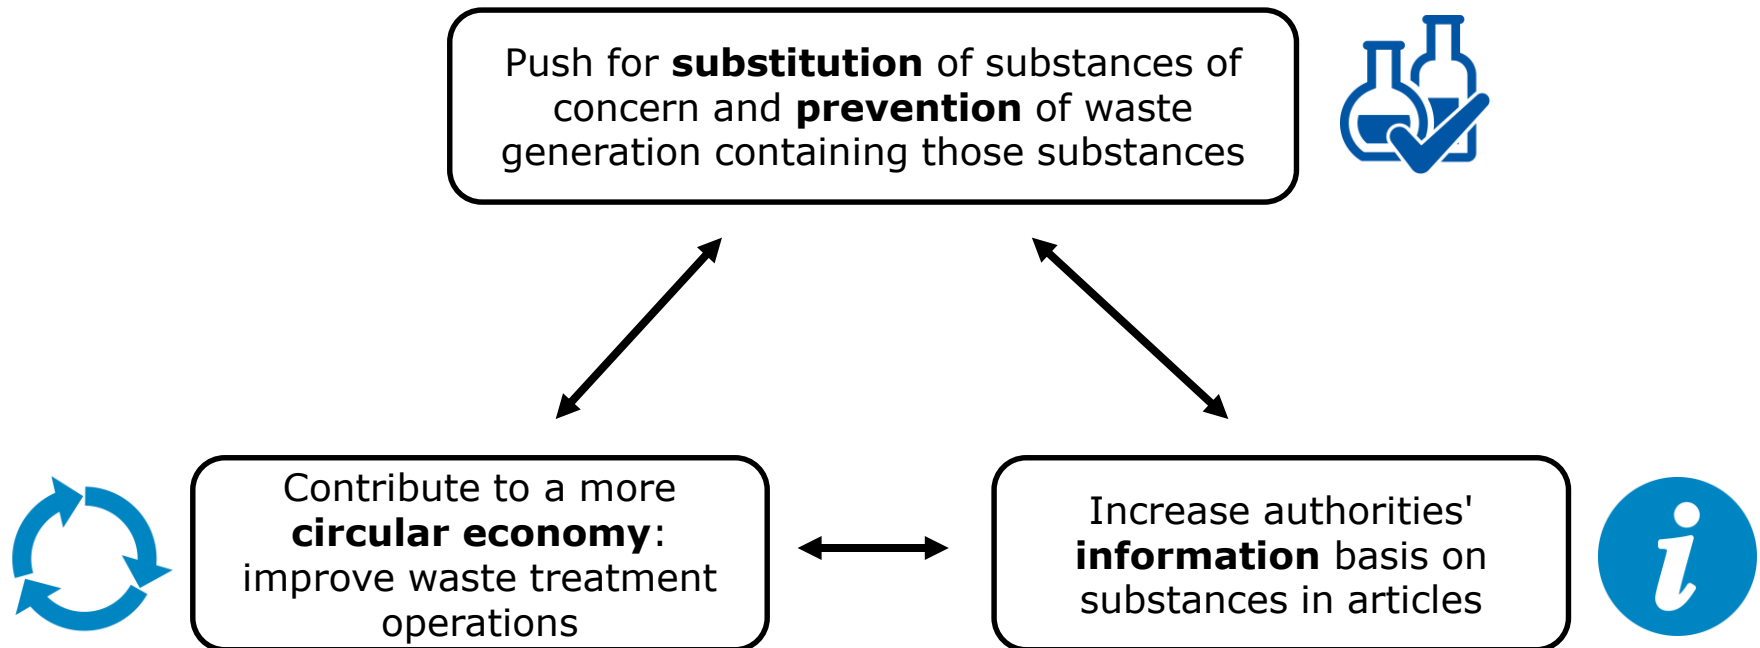 Push for substitution of substances of
concern and prevention of waste
generation containing those substances
Contribute to a more
circular economy:
improve waste treatment
operations
Increase authorities'
information basis on
substances in articles